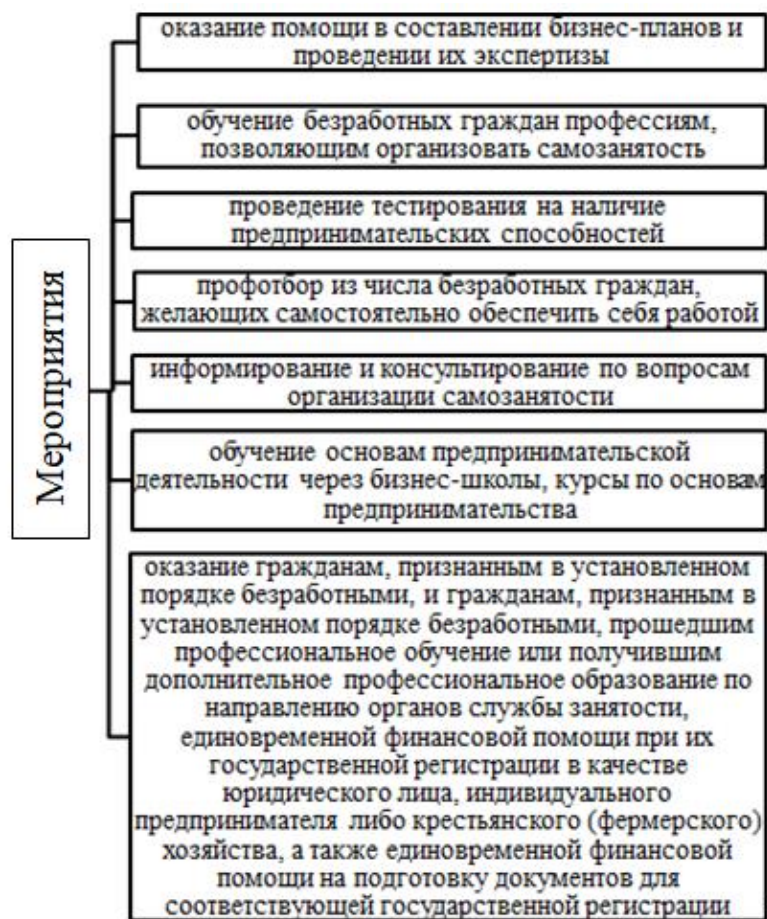 Мероприятия
оказание помощи в составлении бизнес-планов и
проведении их экспертизы
обучение безработных граждан профессиям,
позволяющим организовать самозанятость
проведение тестирования на наличие
предпринимательских способностей
профотбор из числа безработных граждан,
желающих самостоятельно обеспечить себя работой
информирование и консультирование по вопросам
организации самозанятости
обучение основам предпринимательской
деятельности через бизнес-школы, курсы по основам
предпринимательства
оказание гражданам, признанным в установленном
порядке безработными, и гражданам, признанным в
установленном порядке безработными, прошедшим
профессиональное обучение или получившим
дополнительное профессиональное образование по
направлению органов службы занятости,
единовременной финансовой помощи при их
государственной регистрации в качестве
юридического лица, индивидуального
предпринимателя либо крестьянского (фермерского)
хозяйства, а также единовременной финансовой
помощи на подготовку документов для
соответствующей государственной регистрации